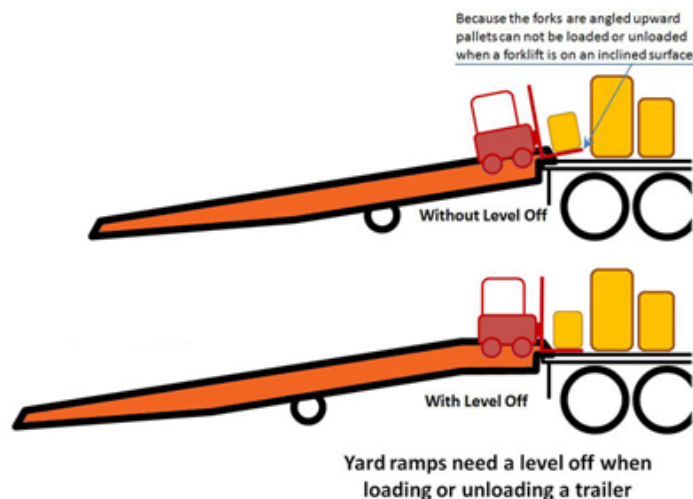 Because the forks are angled upward
pallets can not be loaded or unloaded
when a forklift is on an inclined surface
Without Level Off
With Level Off
Yard ramps need a level off when
loading or unloading a trailer